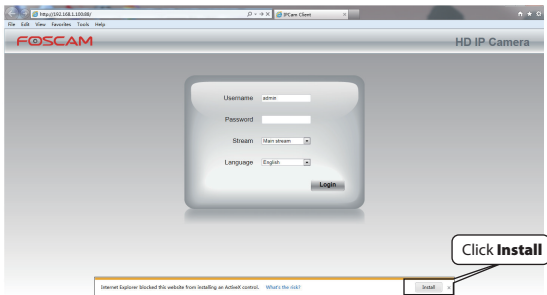 http://192.168.1.100:88/
IPCam Client
File Edit View Favorites Tools Help
FOSCAM
HD IP Camera
Username admin
Password
Stream Main stream
Language English
Login
Click Install
Internet Explorer blocked this website from installing an ActiveX control. What's the risk? Install